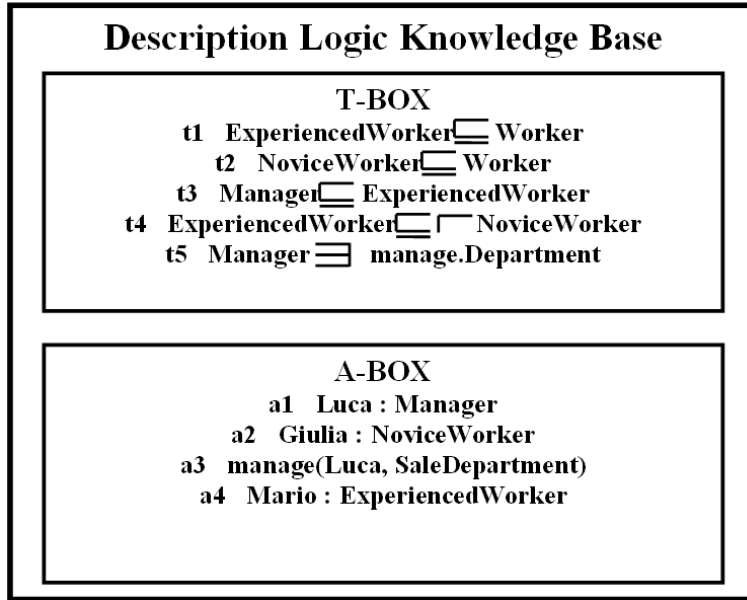 Description Logic Knowledge Base
T-BOX
t1 ExperiencedWorker ⊑ Worker
t2 NoviceWorker ⊑ Worker
t3 Manager ⊑ ExperiencedWorker
t4 ExperiencedWorker ⊑ ⌐ NoviceWorker
t5 Manager ∃ manage.Department
A-BOX
a1 Luca : Manager
a2 Giulia : NoviceWorker
a3 manage(Luca, SaleDepartment)
a4 Mario : ExperiencedWorker